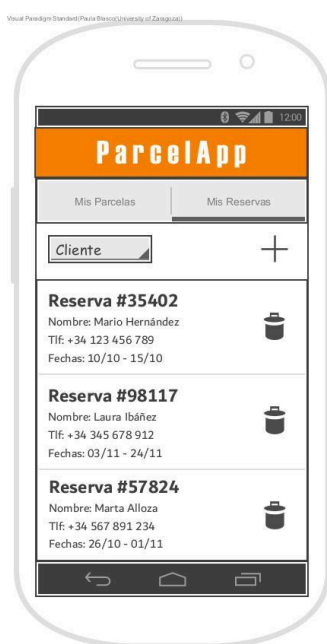 Visual Paradigm Standard(Paula Blasco(University of Zaragoza))
12:00
ParcelApp
Mis Parcelas
Mis Reservas
Cliente
Reserva #35402
Nombre: Mario Hernández
Tlf: +34 123 456 789
Fechas: 10/10 - 15/10
Reserva #98117
Nombre: Laura Ibáñez
Tlf: +34 345 678 912
Fechas: 03/11 - 24/11
Reserva #57824
Nombre: Marta Alloza
Tlf: +34 567 891 234
Fechas: 26/10 - 01/11